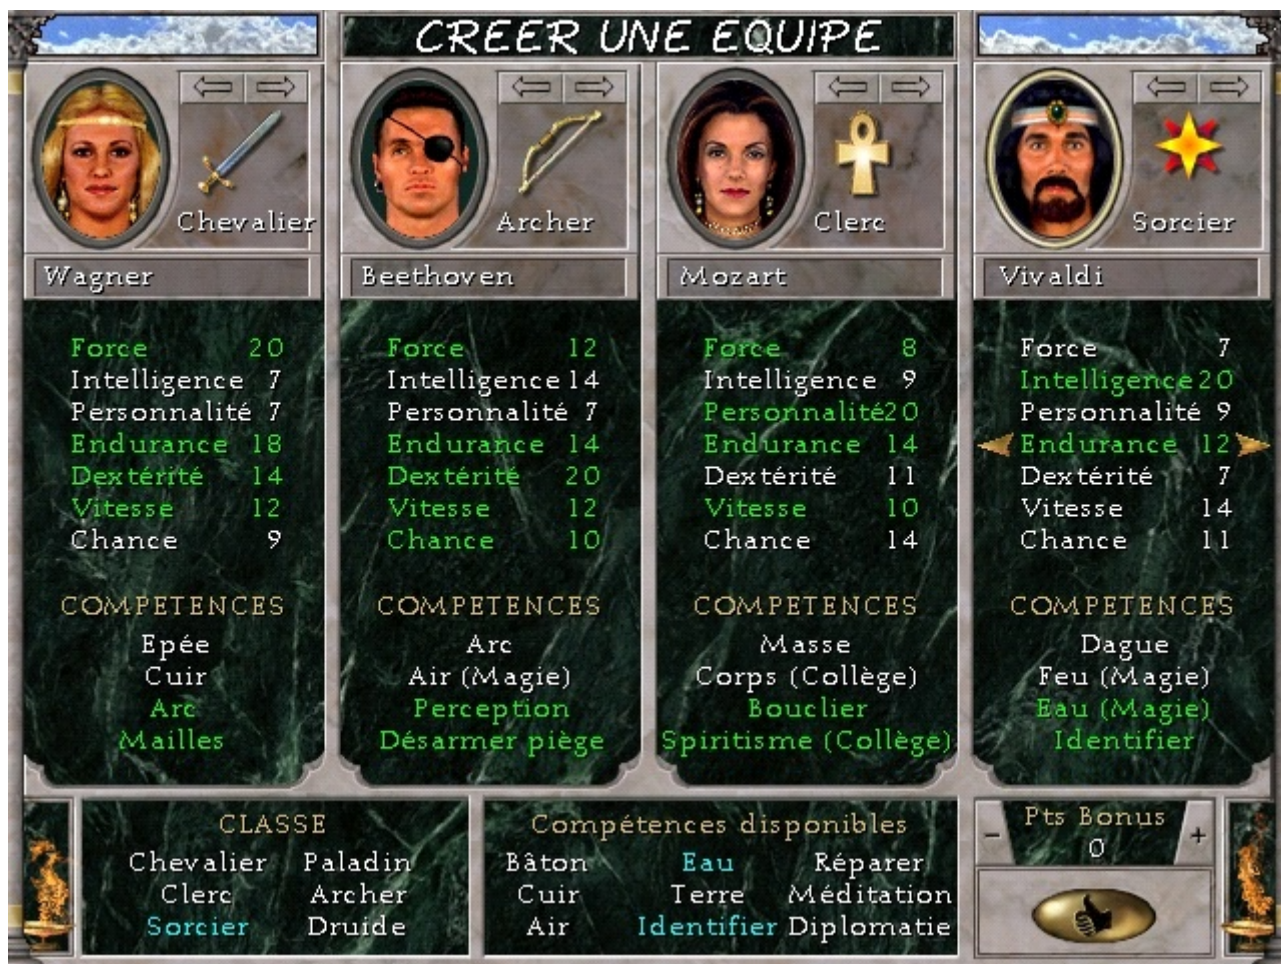 CREER UNE EQUIPE
Chevalier
Archer
Clerc
Sorcier
Wagner
Beethoven
Mozart
Vivaldi
Force 20
Intelligence 7
Personnalité 7
Endurance 18
Dextérité 14
Vitesse 12
Chance 9
COMPETENCES
Epée
Cuir
Arc
Mailles
Force 12
Intelligence 14
Personnalité 7
Endurance 14
Dextérité 20
Vitesse 12
Chance 10
COMPETENCES
Arc
Air (Magie)
Perception
Désarmer piège
Force 8
Intelligence 9
Personnalité 20
Endurance 14
Dextérité 11
Vitesse 10
Chance 14
COMPETENCES
Masse
Corps (Collège)
Bouclier
Spiritisme (Collège)
Force 7
Intelligence 20
Personnalité 9
Endurance 12
Dextérité 7
Vitesse 14
Chance 11
COMPETENCES
Dague
Feu (Magie)
Eau (Magie)
Identifier
CLASSE
Chevalier Paladin
Clerc Archer
Sorcier Druide
Compétences disponibles
Bâton Eau Réparer
Cuir Terre Méditation
Air Identifier Diplomatie
Pts Bonus
- 0 +